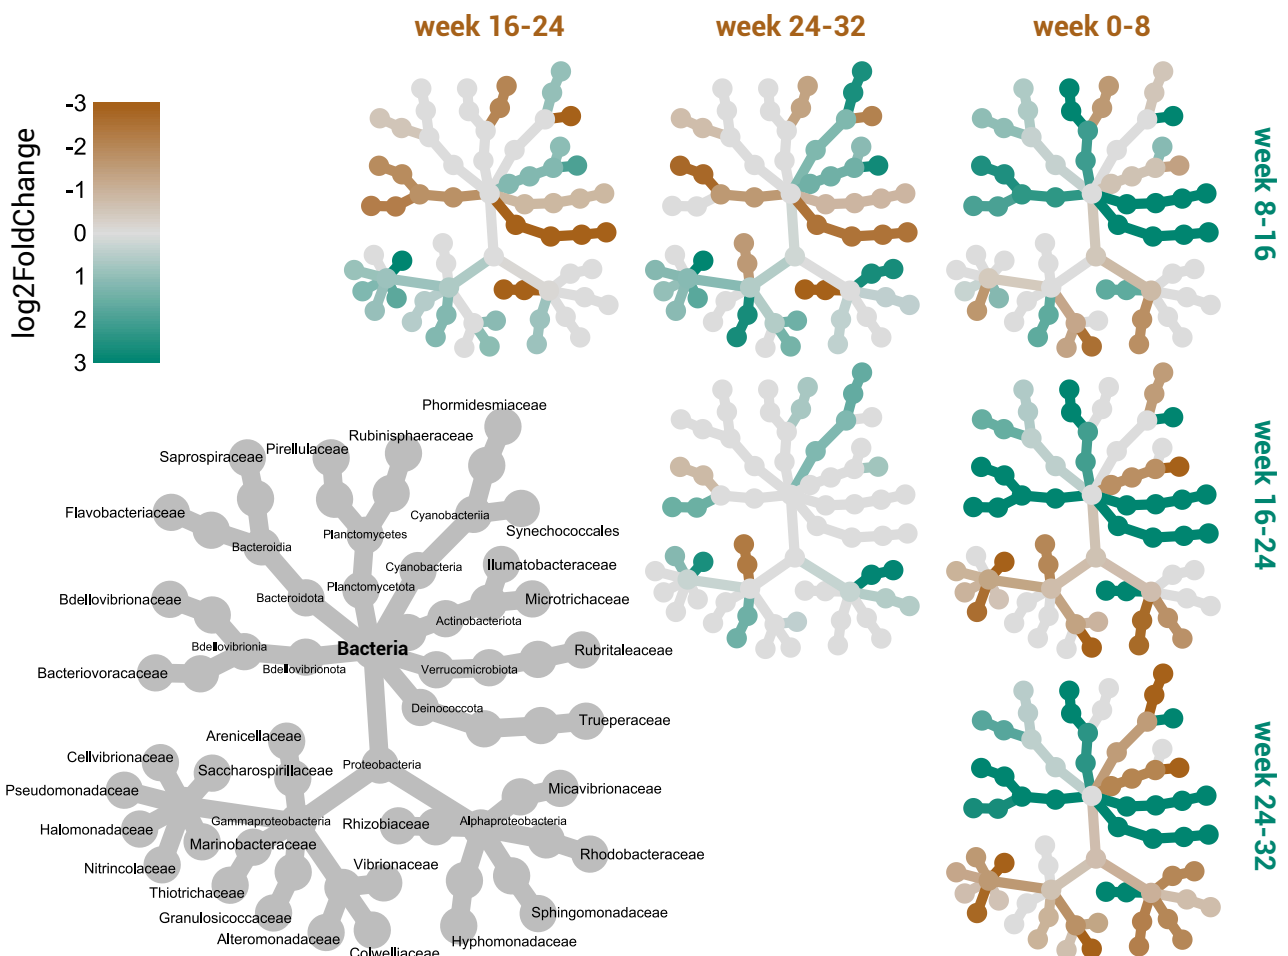 week 16-24
week 24-32
week 0-8
log2FoldChange
-3
-2
-1
0
1
2
3
week 8-16
week 16-24
week 24-32
Phormidesmiaceae
Rubinisphaeraceae
Pirellulaceae
Saprospiraceae
Flavobacteriaceae
Cyanobacteriia
Synechococcales
Planctomycetes
Bacteroidia
Cyanobacteria
Ilumatobacteraceae
Planctomycetota
Bacteroidota
Bdellovibrionaceae
Microtrichaceae
Actinobacteriota
Bdellovibrionia
Bacteria
Rubritaleaceae
Bdellovibrionota
Verrucomicrobiota
Bacteriovoracaceae
Deinococcota
Trueperaceae
Arenicellaceae
Cellvibrionaceae
Saccharospirillaceae
Proteobacteria
Pseudomonadaceae
Micavibrionaceae
Gammaproteobacteria
Rhizobiaceae
Alphaproteobacteria
Halomonadaceae
Marinobacteraceae
Rhodobacteraceae
Nitrincolaceae
Vibrionaceae
Thiotrichaceae
Granulosicoccaceae
Sphingomonadaceae
Alteromonadaceae
Hyphomonadaceae
Colwelliaceae